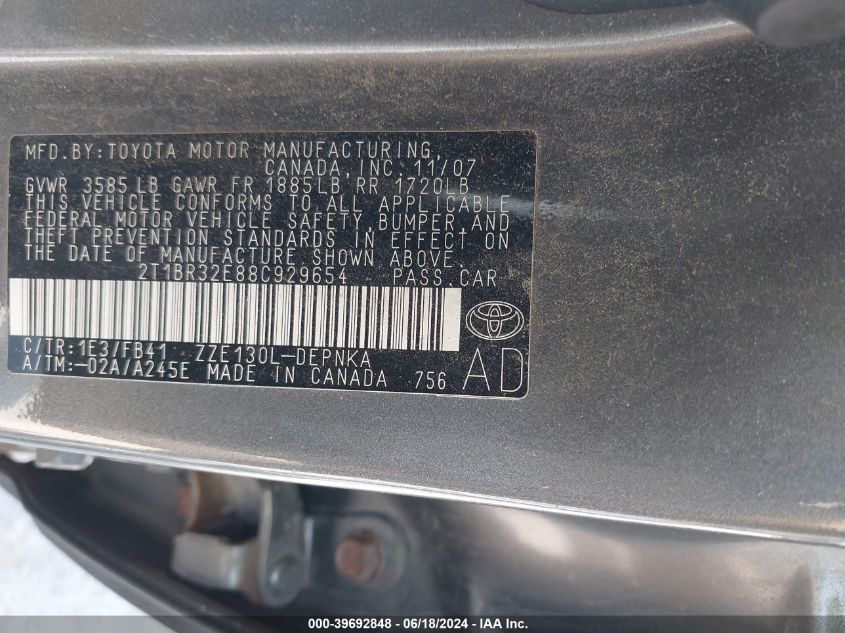 MFD.BY:TOYOTA MOTOR MANUFACTURING,
CANADA,INC. 11/07
GVWR 3585 LB GAWR FR 1885LB RR 1720LB
THIS VEHICLE CONFORMS TO ALL APPLICABLE
FEDERAL MOTOR VEHICLE SAFETY,BUMPER,AND
THEFT PREVENTION STANDARDS IN EFFECT ON
THE DATE OF MANUFACTURE SHOWN ABOVE.
2T1BR32E88C929654 PASS.CAR
C/TR:1E3/FB41 ZZE130L-DEPNKA
A/TM:-02A/A245E MADE IN CANADA 756 AD
000-39692848 - 06/18/2024 - IAA Inc.